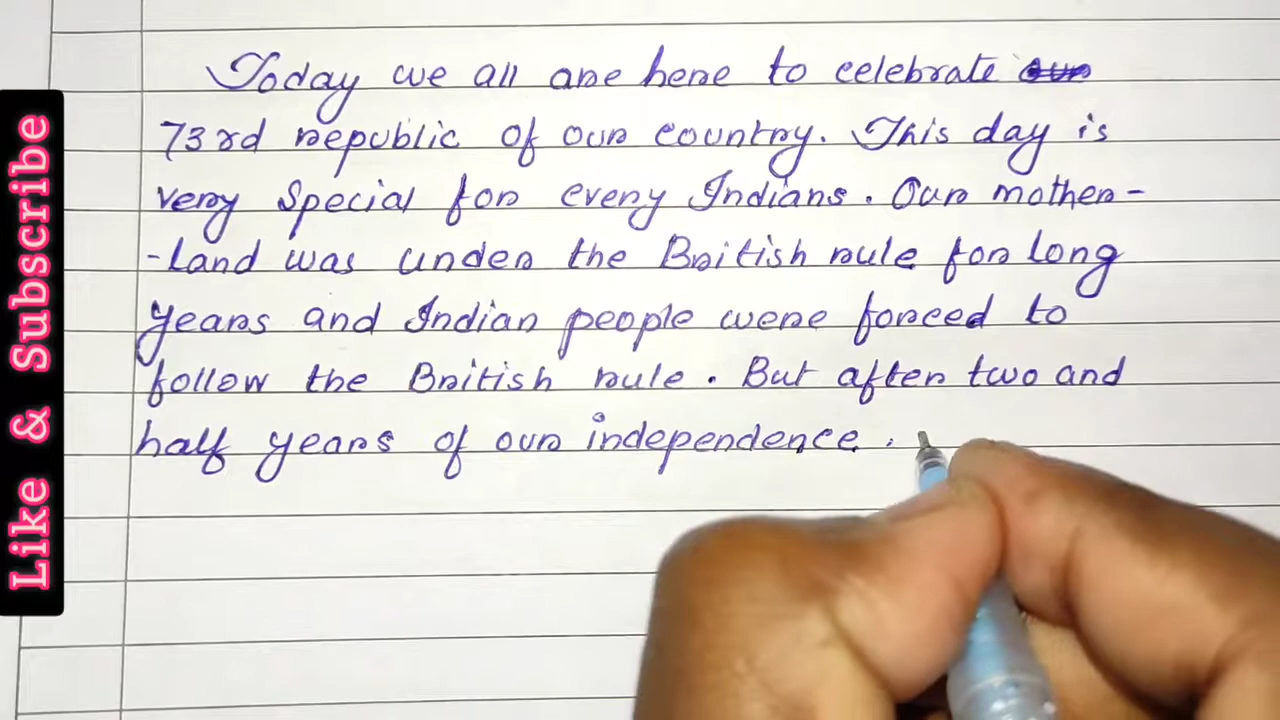 Today we all are here to celebrate our
73rd republic of our country. This day is
very Special for every Indians. Our mother-
-land was under the British rule for long
years and Indian people were forced to
follow the British rule. But after two and
half years of our independence.
Like & Subscribe